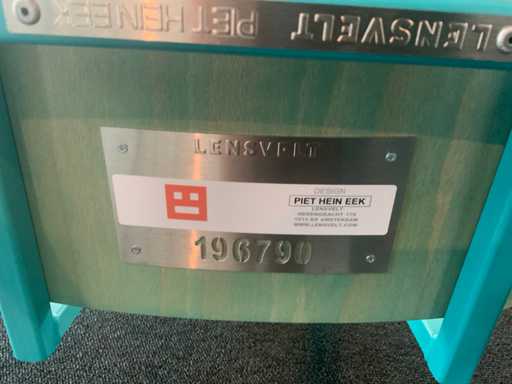 PIET HEIN EEK LENSVELT
LENSVELT
DESIGN
PIET HEIN EEK
LENSVELT
HERENGRACHT 178
1016 BR AMSTERDAM
WWW.LENSVELT.COM
196790